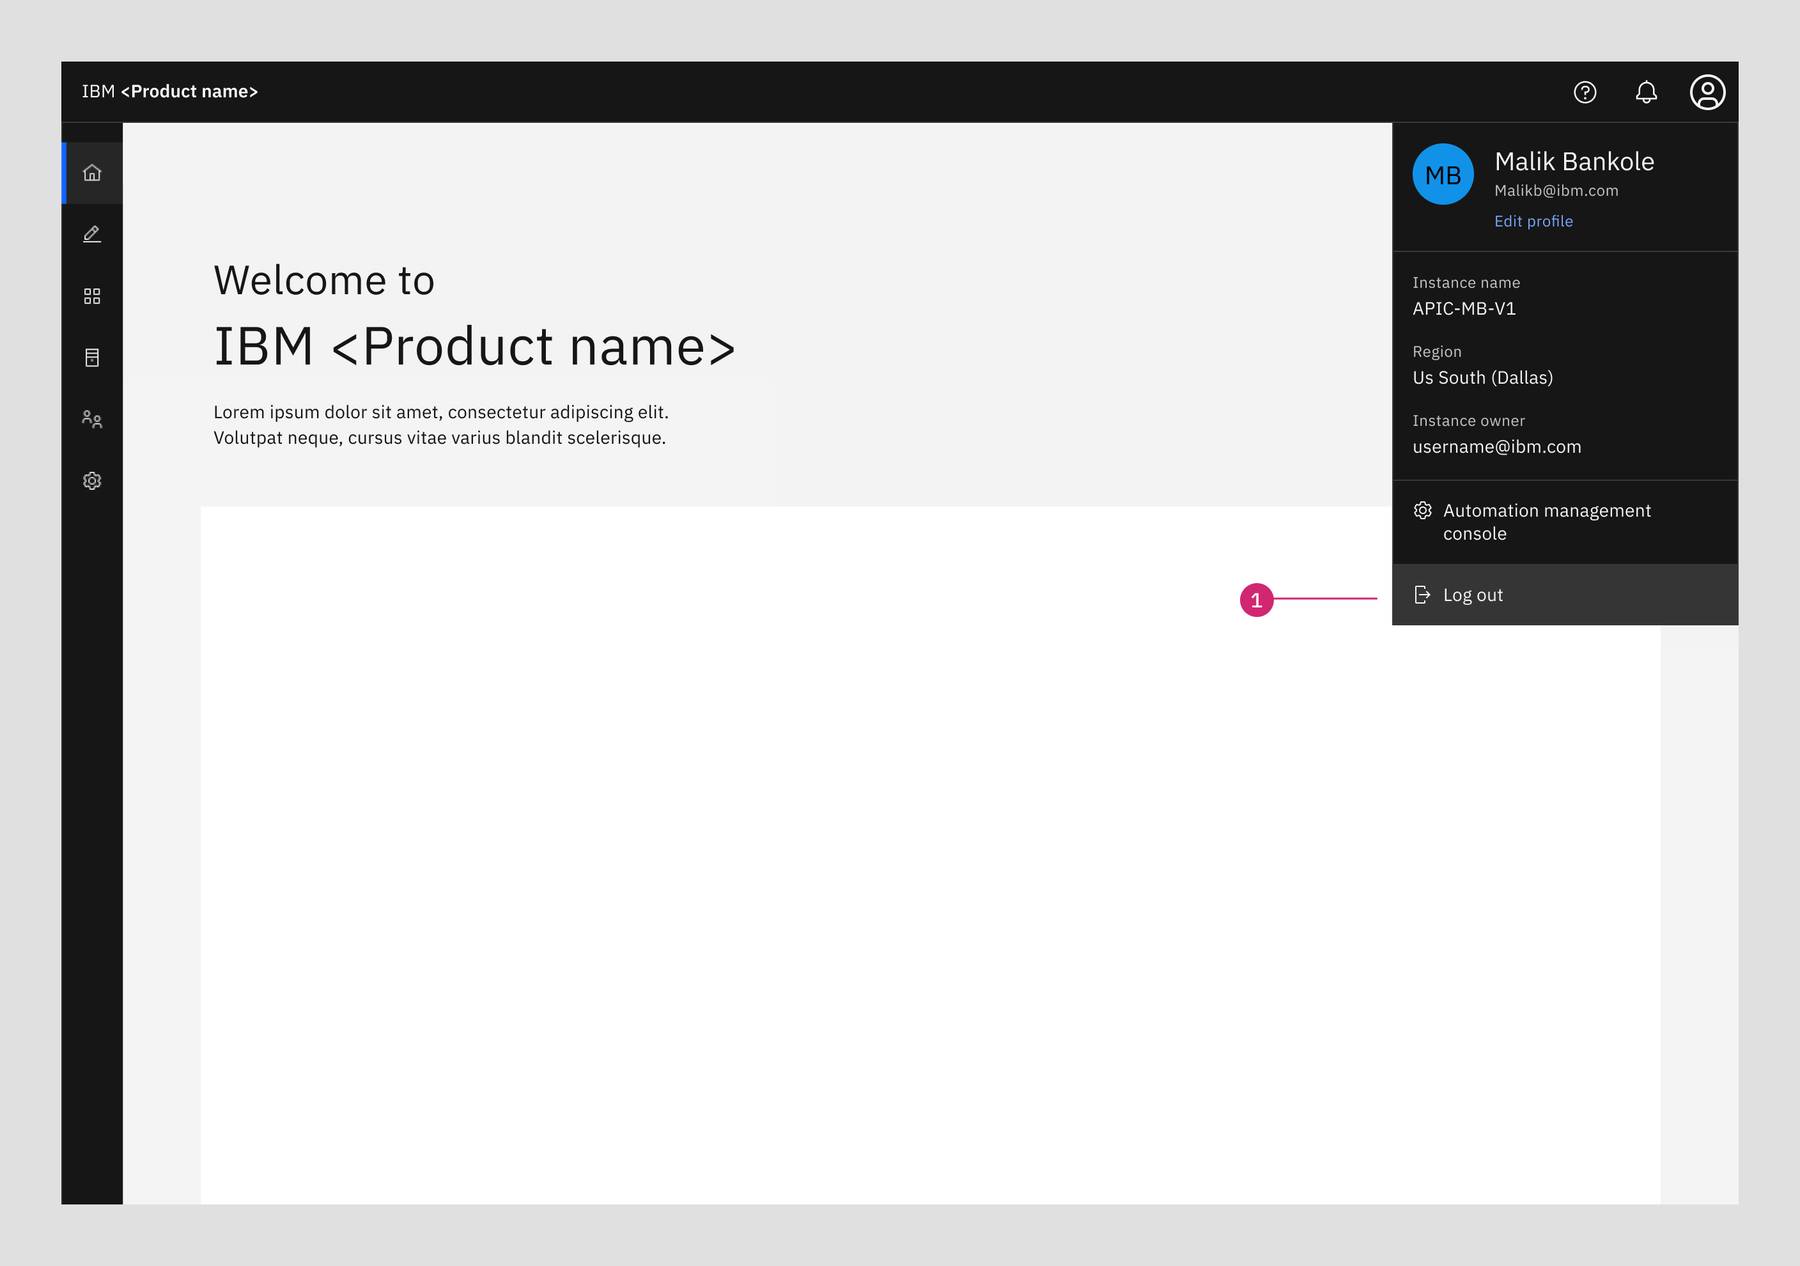 IBM <Product name>
MB
Malik Bankole
Malikb@ibm.com
Edit profile
Instance name
APIC-MB-V1
Region
Us South (Dallas)
Instance owner
username@ibm.com
Automation management
console
Log out
1
Welcome to
IBM <Product name>
Lorem ipsum dolor sit amet, consectetur adipiscing elit.
Volutpat neque, cursus vitae varius blandit scelerisque.